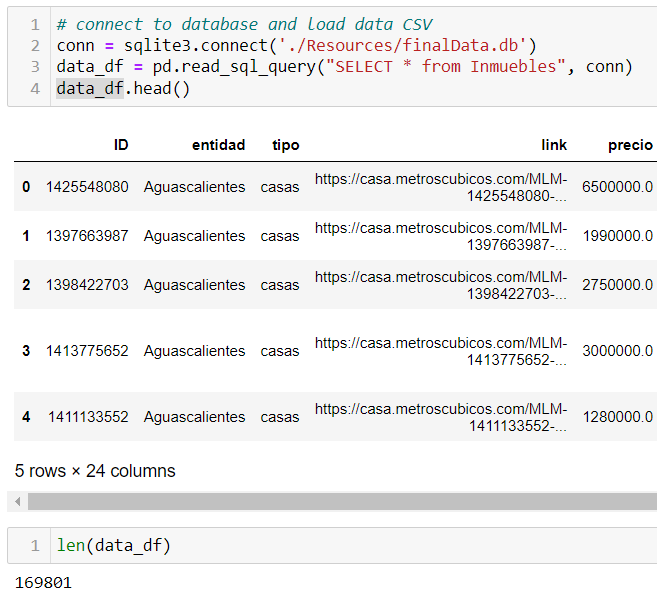 1 # connect to database and load data CSV
2 conn = sqlite3.connect('./Resources/finalData.db')
3 data_df = pd.read_sql_query("SELECT * from Inmuebles", conn)
4 data_df.head()
ID entidad tipo link precio
0 1425548080 Aguascalientes casas https://casa.metroscubicos.com/MLM-
1425548080-... 6500000.0
1 1397663987 Aguascalientes casas https://casa.metroscubicos.com/MLM-
1397663987-... 1990000.0
2 1398422703 Aguascalientes casas https://casa.metroscubicos.com/MLM-
1398422703-... 2750000.0
3 1413775652 Aguascalientes casas https://casa.metroscubicos.com/MLM-
1413775652-... 3000000.0
4 1411133552 Aguascalientes casas https://casa.metroscubicos.com/MLM-
1411133552-... 1280000.0
5 rows × 24 columns
1 len(data_df)
169801